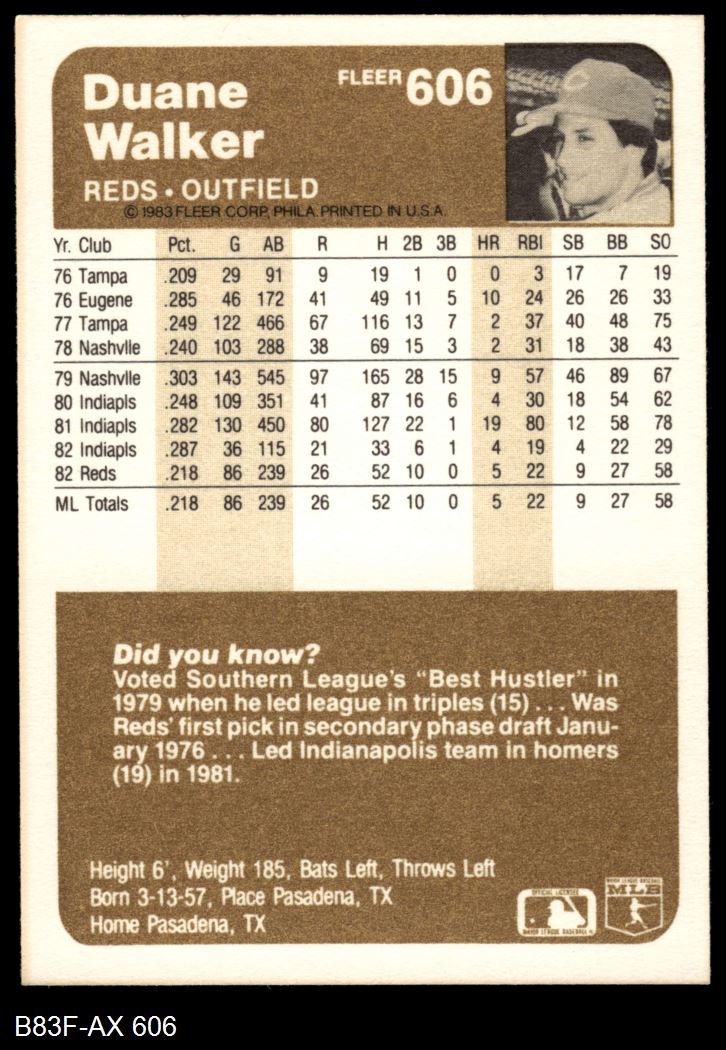 Duane FLEER 606
Walker
REDS • OUTFIELD
© 1983 FLEER CORP, PHILA. PRINTED IN U.S.A.
Yr. Club Pct. G AB R H 2B 3B HR RBI SB BB SO
76 Tampa .209 29 91 9 19 1 0 0 3 17 7 19
76 Eugene .285 46 172 41 49 11 5 10 24 26 26 33
77 Tampa .249 122 466 67 116 13 7 2 37 40 48 75
78 Nashvlle .240 103 288 38 69 15 3 2 31 18 38 43
79 Nashvlle .303 143 545 97 165 28 15 9 57 46 89 67
80 Indiapls .248 109 351 41 87 16 6 4 30 18 54 62
81 Indiapls .282 130 450 80 127 22 1 19 80 12 58 78
82 Indiapls .287 36 115 21 33 6 1 4 19 4 22 29
82 Reds .218 86 239 26 52 10 0 5 22 9 27 58
ML Totals .218 86 239 26 52 10 0 5 22 9 27 58
Did you know?
Voted Southern League's "Best Hustler" in
1979 when he led league in triples (15) . . . Was
Reds' first pick in secondary phase draft Janu-
ary 1976 . . . Led Indianapolis team in homers
(19) in 1981.
Height 6', Weight 185, Bats Left, Throws Left
Born 3-13-57, Place Pasadena, TX
Home Pasadena, TX
OFFICIAL LICENSEE
MAJOR LEAGUE BASEBALL
MAJOR LEAGUE BASEBALL
MLB
B83F-AX 606